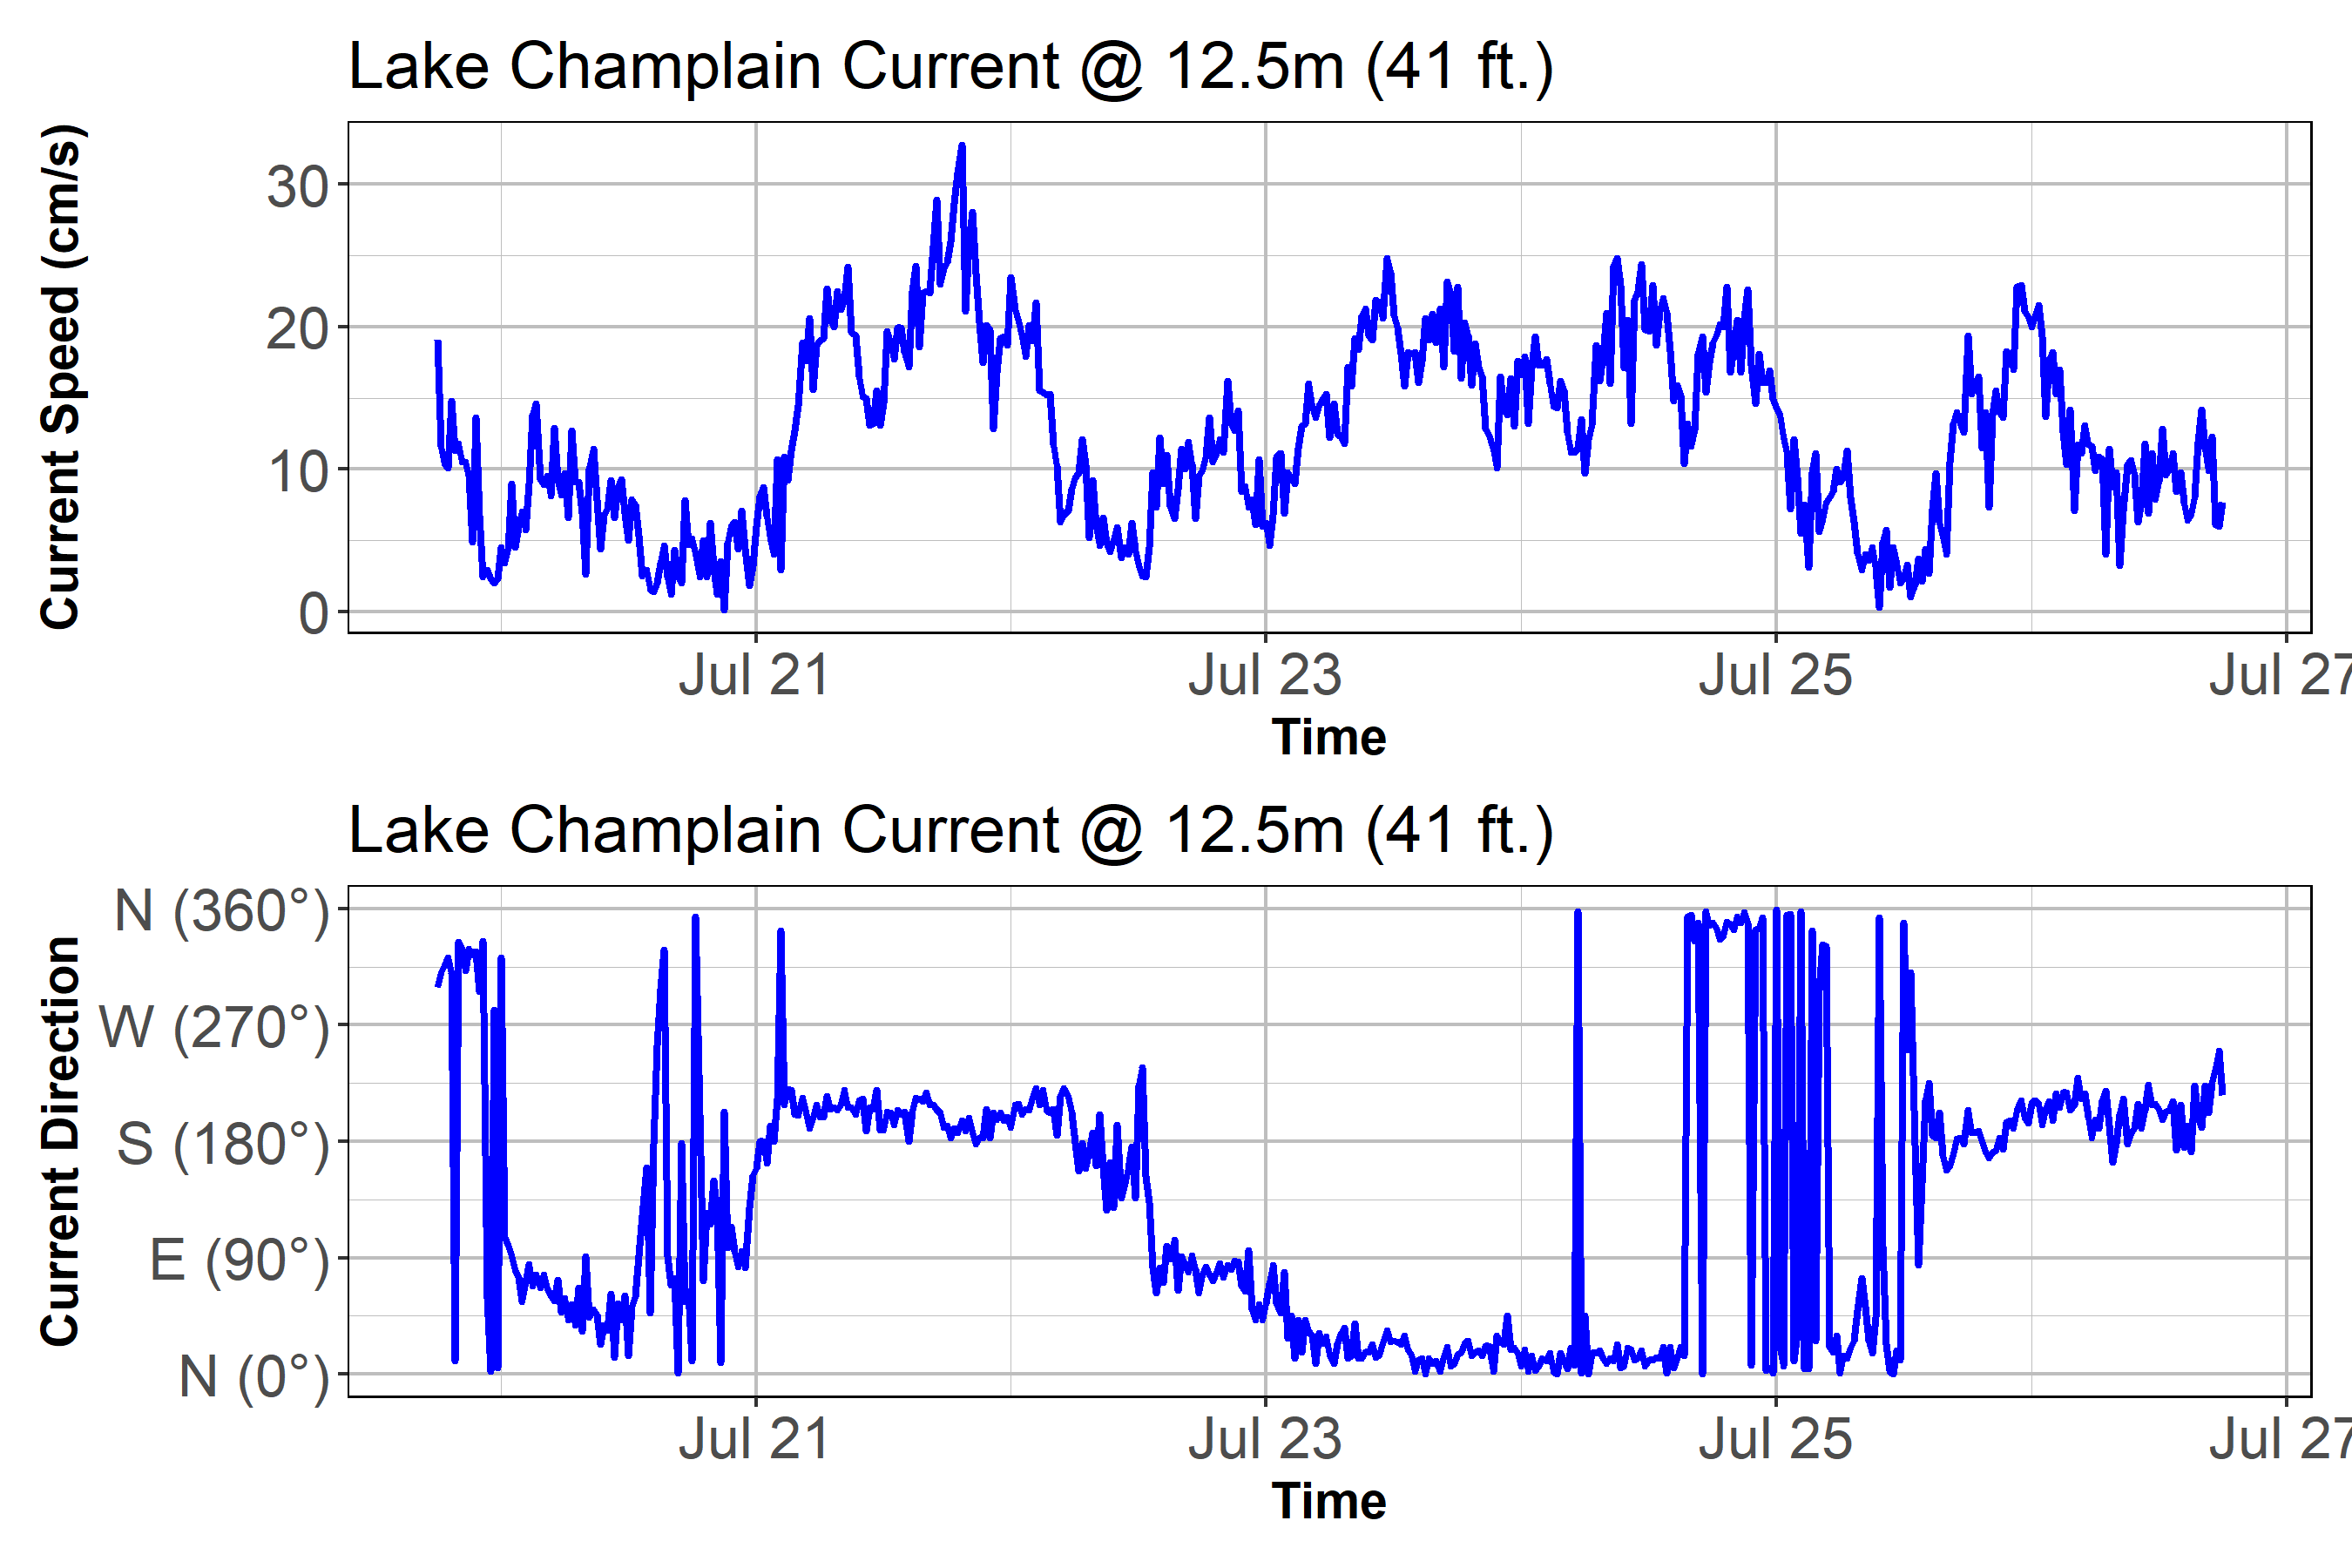 Lake Champlain Current @ 12.5m (41 ft.)
Current Speed (cm/s)
30
20
10
0
Jul 21 Jul 23 Jul 25 Jul 27
Time
Lake Champlain Current @ 12.5m (41 ft.)
Current Direction
N (360°)
W (270°)
S (180°)
E (90°)
N (0°)
Jul 21 Jul 23 Jul 25 Jul 27
Time